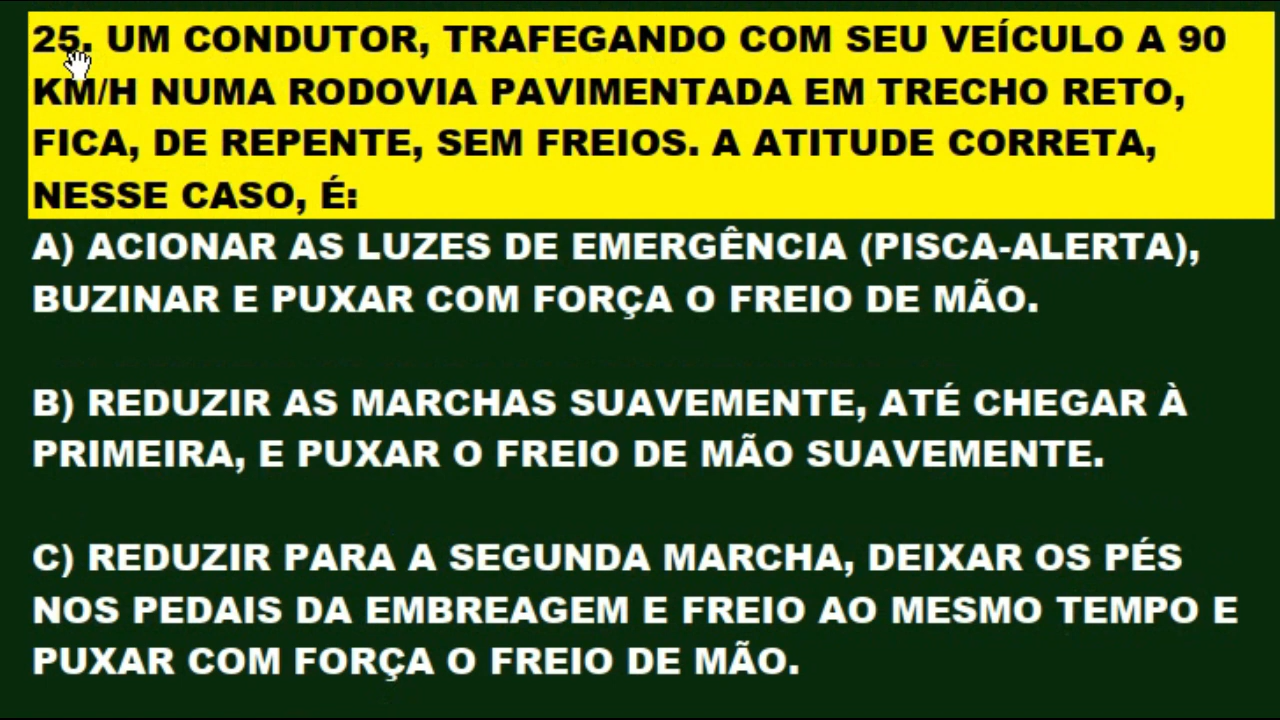 25. UM CONDUTOR, TRAFEGANDO COM SEU VEÍCULO A 90
KM/H NUMA RODOVIA PAVIMENTADA EM TRECHO RETO,
FICA, DE REPENTE, SEM FREIOS. A ATITUDE CORRETA,
NESSE CASO, É:
A) ACIONAR AS LUZES DE EMERGÊNCIA (PISCA-ALERTA),
BUZINAR E PUXAR COM FORÇA O FREIO DE MÃO.
B) REDUZIR AS MARCHAS SUAVEMENTE, ATÉ CHEGAR À
PRIMEIRA, E PUXAR O FREIO DE MÃO SUAVEMENTE.
C) REDUZIR PARA A SEGUNDA MARCHA, DEIXAR OS PÉS
NOS PEDAIS DA EMBREAGEM E FREIO AO MESMO TEMPO E
PUXAR COM FORÇA O FREIO DE MÃO.